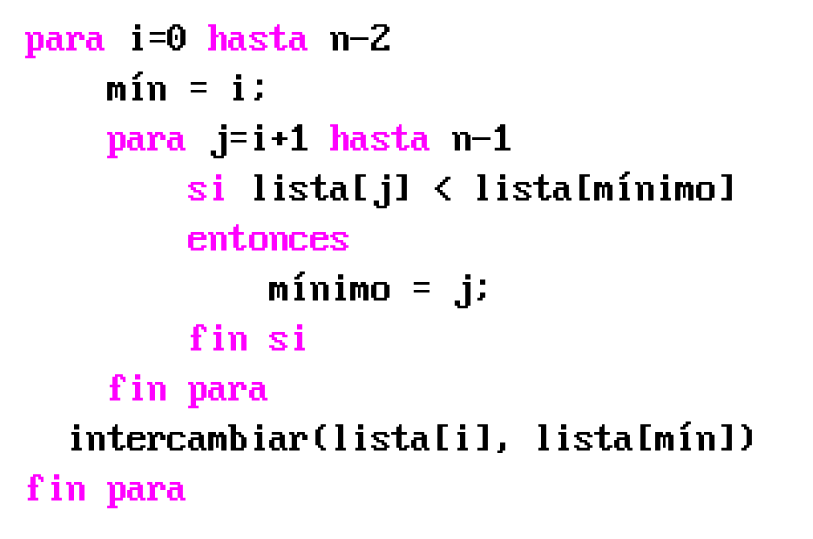 para i=0 hasta n-2
mín = i;
para j=i+1 hasta n-1
si lista[j] < lista[mínimo]
entonces
mínimo = j;
fin si
fin para
intercambiar(lista[i], lista[mín])
fin para